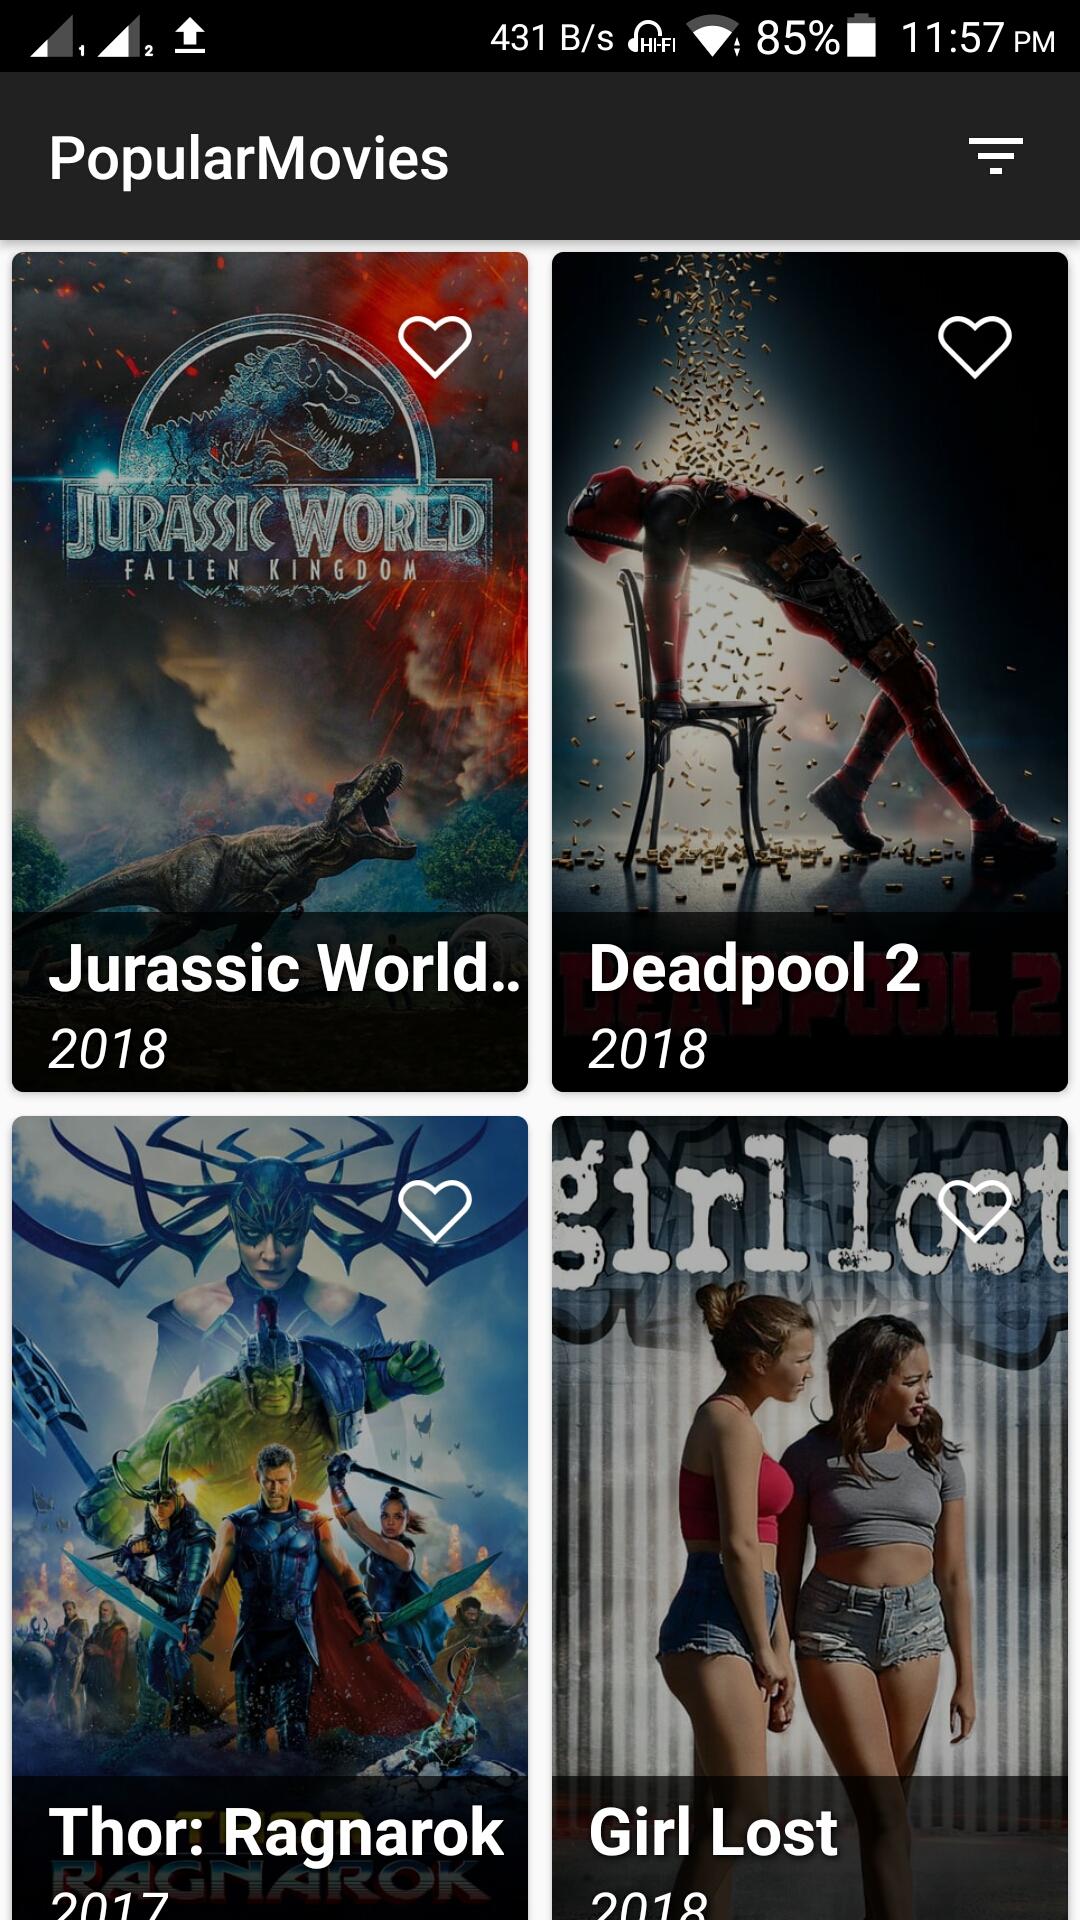 1 2 431 B/s HI-FI 85% 11:57 PM
PopularMovies
JURASSIC WORLD
FALLEN KINGDOM
Jurassic World..
2018
DEADPOOL 2
Deadpool 2
2018
THOR
RAGNAROK
Thor: Ragnarok
2017
girl lost
Girl Lost
2018